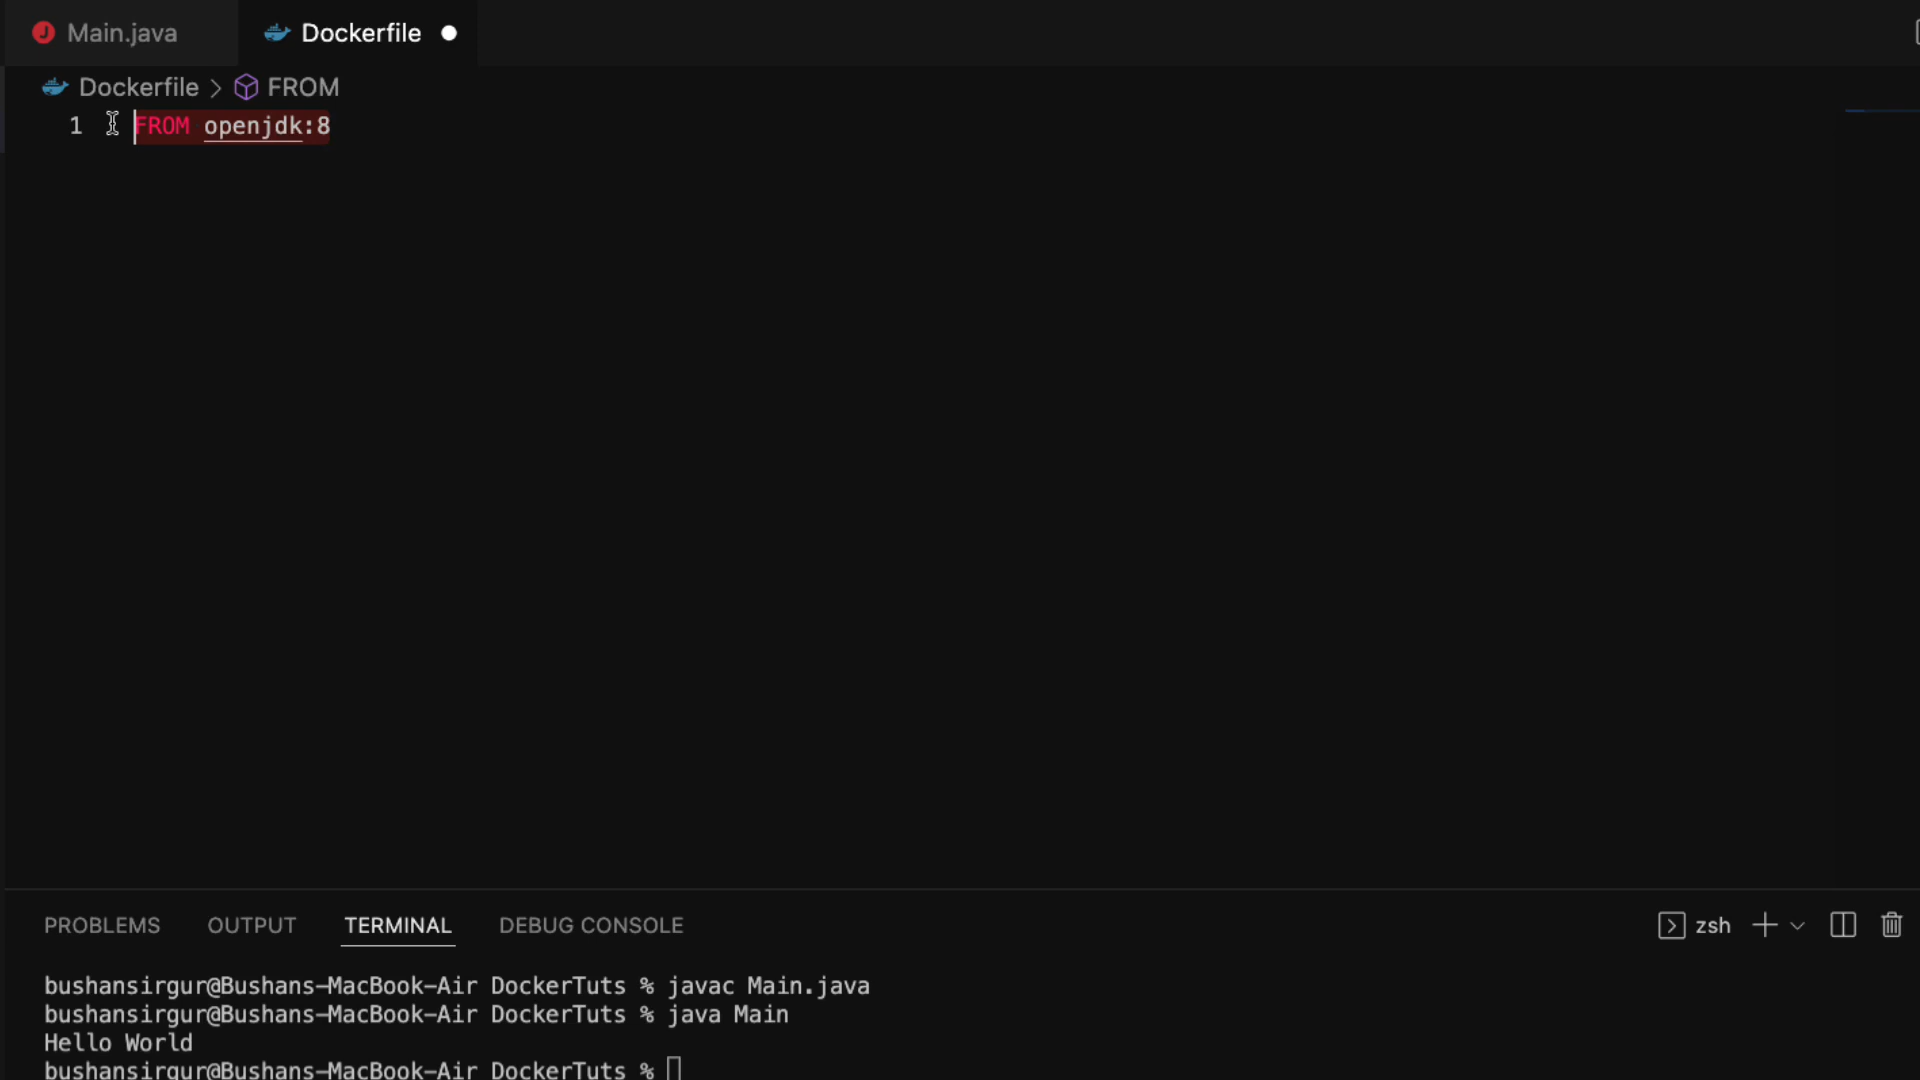 Main.java Dockerfile
Dockerfile > FROM
1 FROM openjdk:8
PROBLEMS OUTPUT TERMINAL DEBUG CONSOLE zsh
bushansirgur@Bushans-MacBook-Air DockerTuts % javac Main.java
bushansirgur@Bushans-MacBook-Air DockerTuts % java Main
Hello World
bushansirgur@Bushans-MacBook-Air DockerTuts %